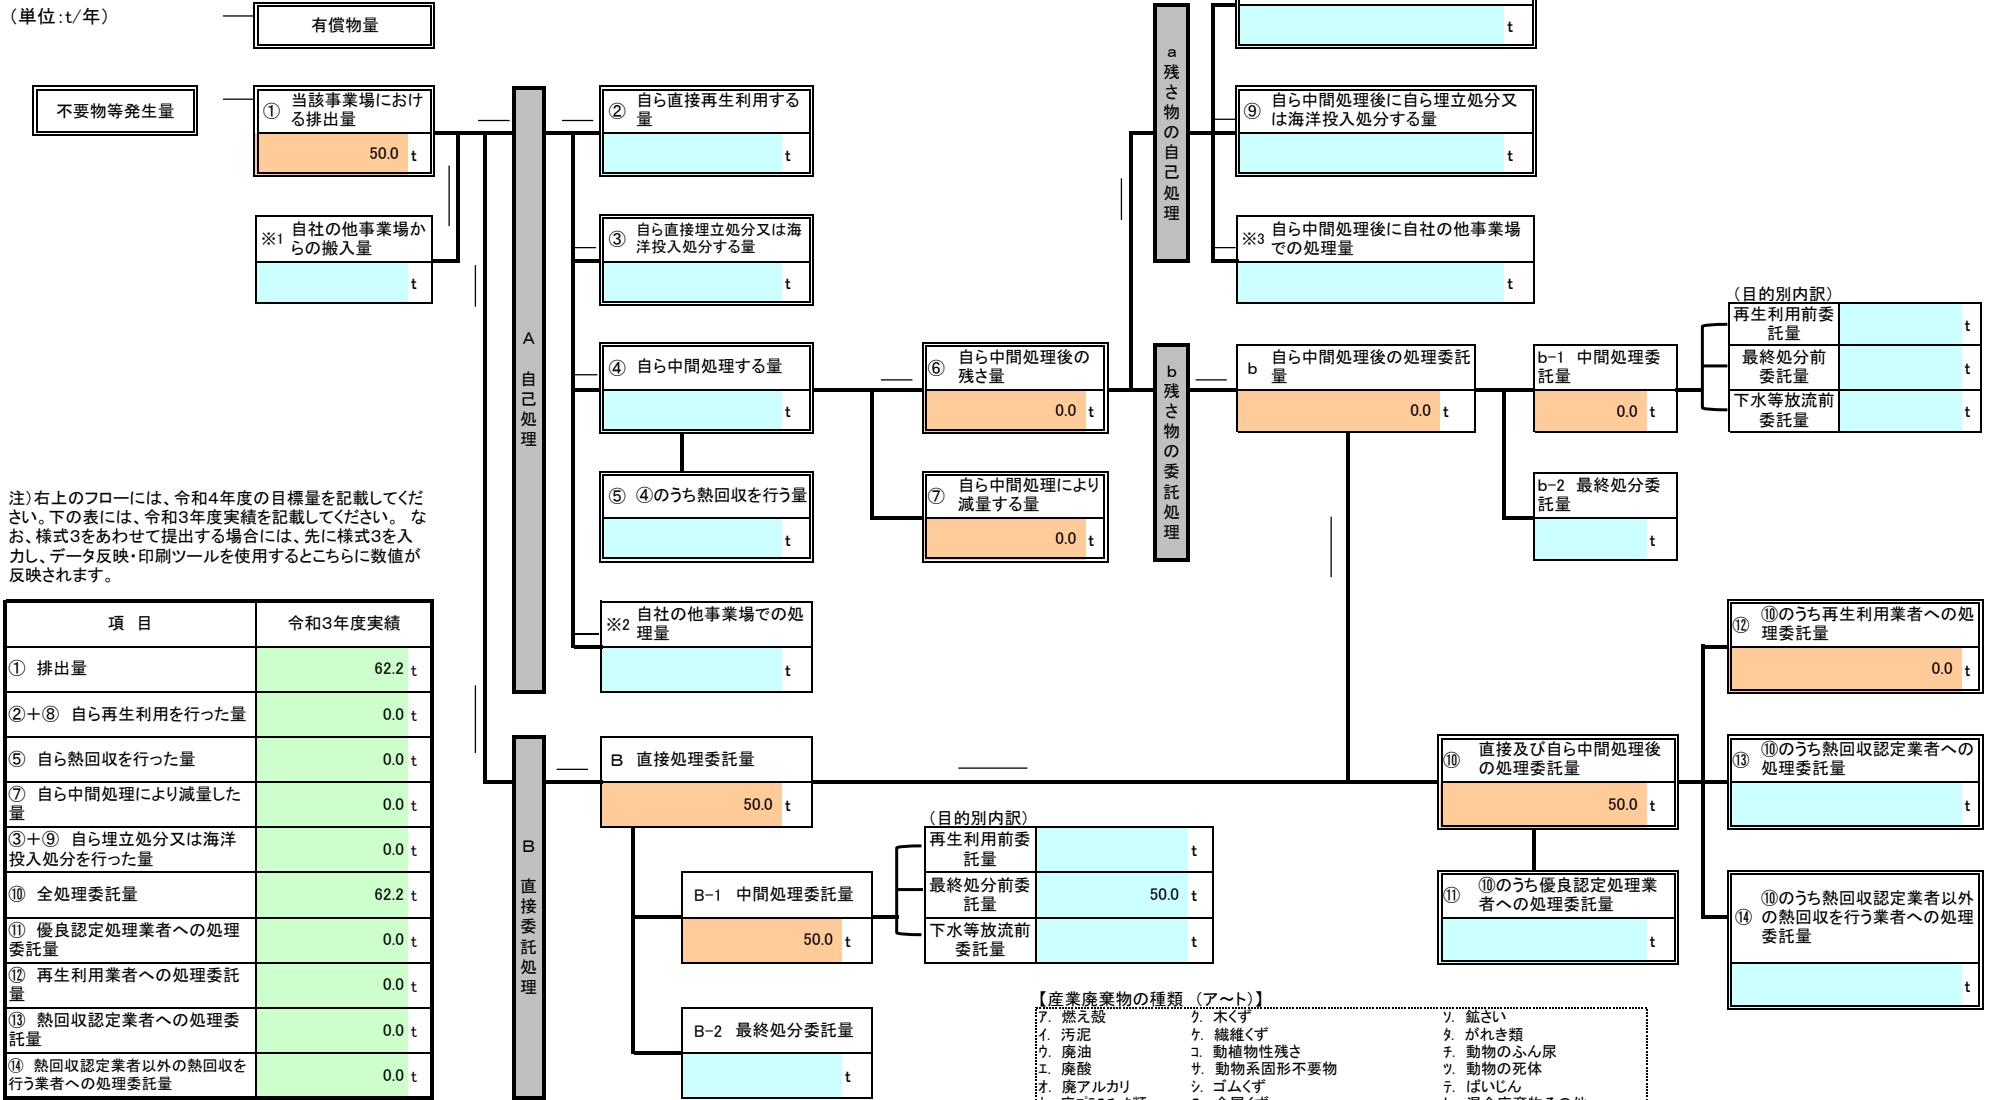 （単位：t/年）
有償物量
不要物等発生量
① 当該事業場におけ
る排出量
50.0 t
※1 自社の他事業場か
らの搬入量
t
A 自己処理
② 自ら直接再生利用する
量
t
③ 自ら直接埋立処分又は海
洋投入処分する量
t
④ 自ら中間処理する量
t
⑤ ④のうち熱回収を行う量
t
※2 自社の他事業場での処
理量
t
⑥ 自ら中間処理後の
残さ量
0.0 t
⑦ 自ら中間処理により
減量する量
0.0 t
a 残さ物の自己処理
t
⑨ 自ら中間処理後に自ら埋立処分又
は海洋投入処分する量
t
※3 自ら中間処理後に自社の他事業場
での処理量
t
b 残さ物の委託処理
b 自ら中間処理後の処理委託
量
0.0 t
b-1 中間処理委
託量
0.0 t
b-2 最終処分委
託量
t
（目的別内訳）
再生利用前委
託量
t
最終処分前
委託量
t
下水等放流前
委託量
t
注）右上のフローには、令和4年度の目標量を記載してくだ
さい。下の表には、令和3年度実績を記載してください。 な
お、様式3をあわせて提出する場合には、先に様式3を入
力し、データ反映・印刷ツールを使用するとこちらに数値が
反映されます。
項 目 令和3年度実績
① 排出量 62.2 t
②＋⑧ 自ら再生利用を行った量 0.0 t
⑤ 自ら熱回収を行った量 0.0 t
⑦ 自ら中間処理により減量した
量 0.0 t
③＋⑨ 自ら埋立処分又は海洋
投入処分を行った量 0.0 t
⑩ 全処理委託量 62.2 t
⑪ 優良認定処理業者への処理
委託量 0.0 t
⑫ 再生利用業者への処理委託
量 0.0 t
⑬ 熱回収認定業者への処理委
託量 0.0 t
⑭ 熱回収認定業者以外の熱回収を
行う業者への処理委託量 0.0 t
B 直接委託処理
B 直接処理委託量
50.0 t
B-1 中間処理委託量
50.0 t
B-2 最終処分委託量
t
（目的別内訳）
再生利用前委
託量
t
最終処分前委
託量
50.0 t
下水等放流前
委託量
t
⑩ 直接及び自ら中間処理後
の処理委託量
50.0 t
⑪ ⑩のうち優良認定処理業
者への処理委託量
t
⑫ ⑩のうち再生利用業者への処
理委託量
0.0 t
⑬ ⑩のうち熱回収認定業者への
処理委託量
t
⑭ ⑩のうち熱回収認定業者以外
の熱回収を行う業者への処理
委託量
t
【産業廃棄物の種類 （ア～ト）】
ア. 燃え殻 ク. 木くず ソ. 鉱さい
イ. 汚泥 ケ. 繊維くず タ. がれき類
ウ. 廃油 コ. 動植物性残さ チ. 動物のふん尿
エ. 廃酸 サ. 動物系固形不要物 ツ. 動物の死体
オ. 廃アルカリ シ. ゴムくず テ. ばいじん